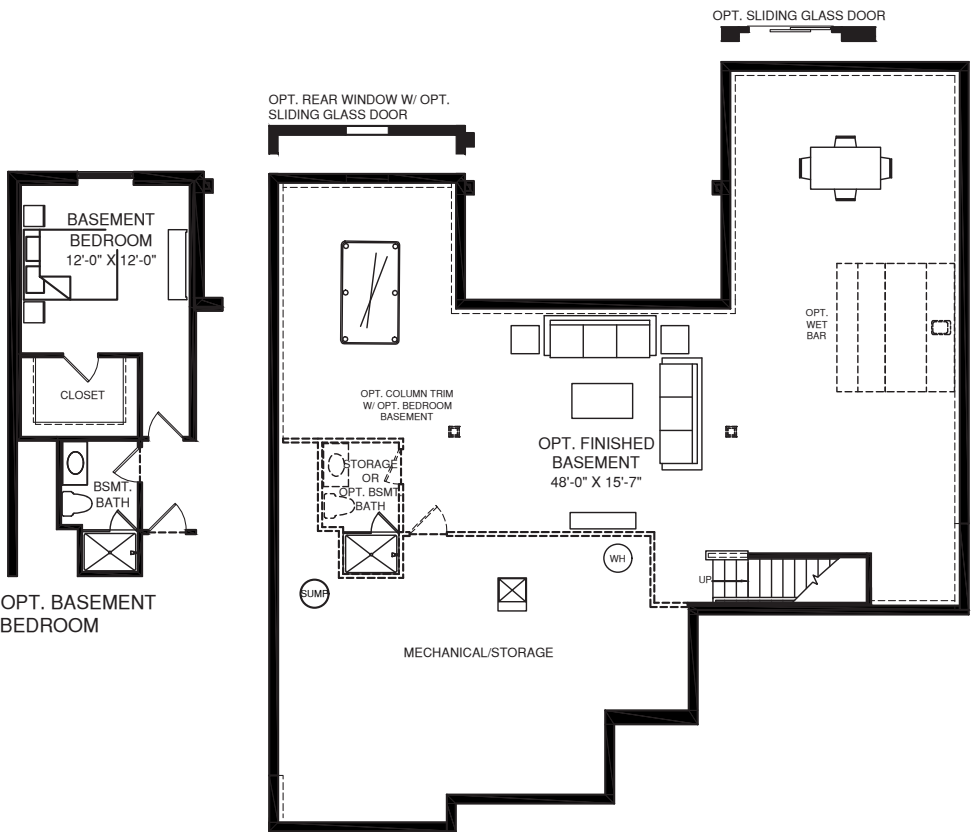 OPT. SLIDING GLASS DOOR
OPT. REAR WINDOW W/ OPT.
SLIDING GLASS DOOR
BASEMENT
BEDROOM
12'-0" X 12'-0"
CLOSET
BSMT.
BATH
OPT. BASEMENT
BEDROOM
OPT.
WET
BAR
OPT. COLUMN TRIM
W/ OPT. BEDROOM
BASEMENT
OPT. FINISHED
BASEMENT
48'-0" X 15'-7"
STORAGE
OR
OPT. BSMT.
BATH
WH
UP
SUMP
MECHANICAL/STORAGE